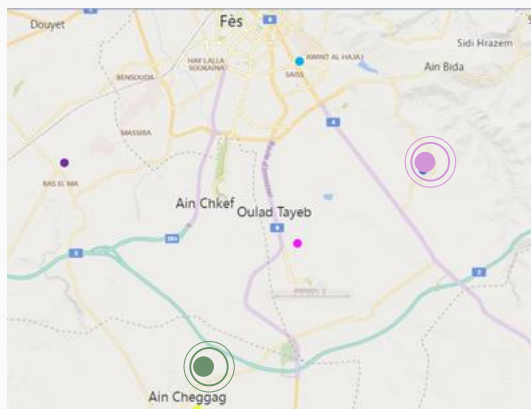 Fès
Douyet
Sidi Hrazem
HAY LALLA
SOUKAINA
AWINT AL HAJAJ
SAISS
Ain Bida
BENSOUDA
MASSIRA
RAS EL MA
Ain Chkef
Oulad Tayeb
Ain Cheggag